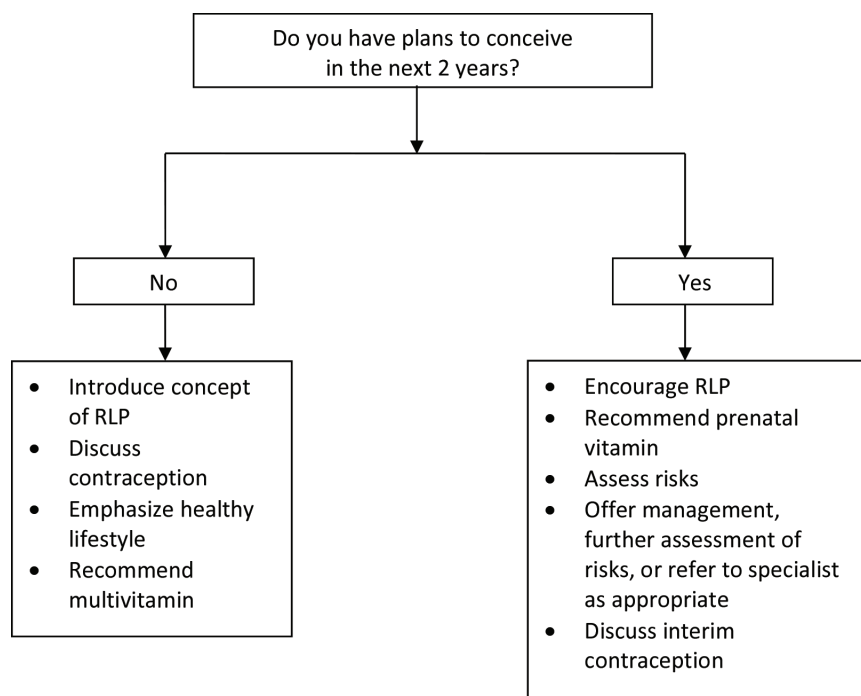 Do you have plans to conceive
in the next 2 years?
No
Yes
• Introduce concept
of RLP
• Discuss
contraception
• Emphasize healthy
lifestyle
• Recommend
multivitamin
• Encourage RLP
• Recommend prenatal
vitamin
• Assess risks
• Offer management,
further assessment of
risks, or refer to specialist
as appropriate
• Discuss interim
contraception